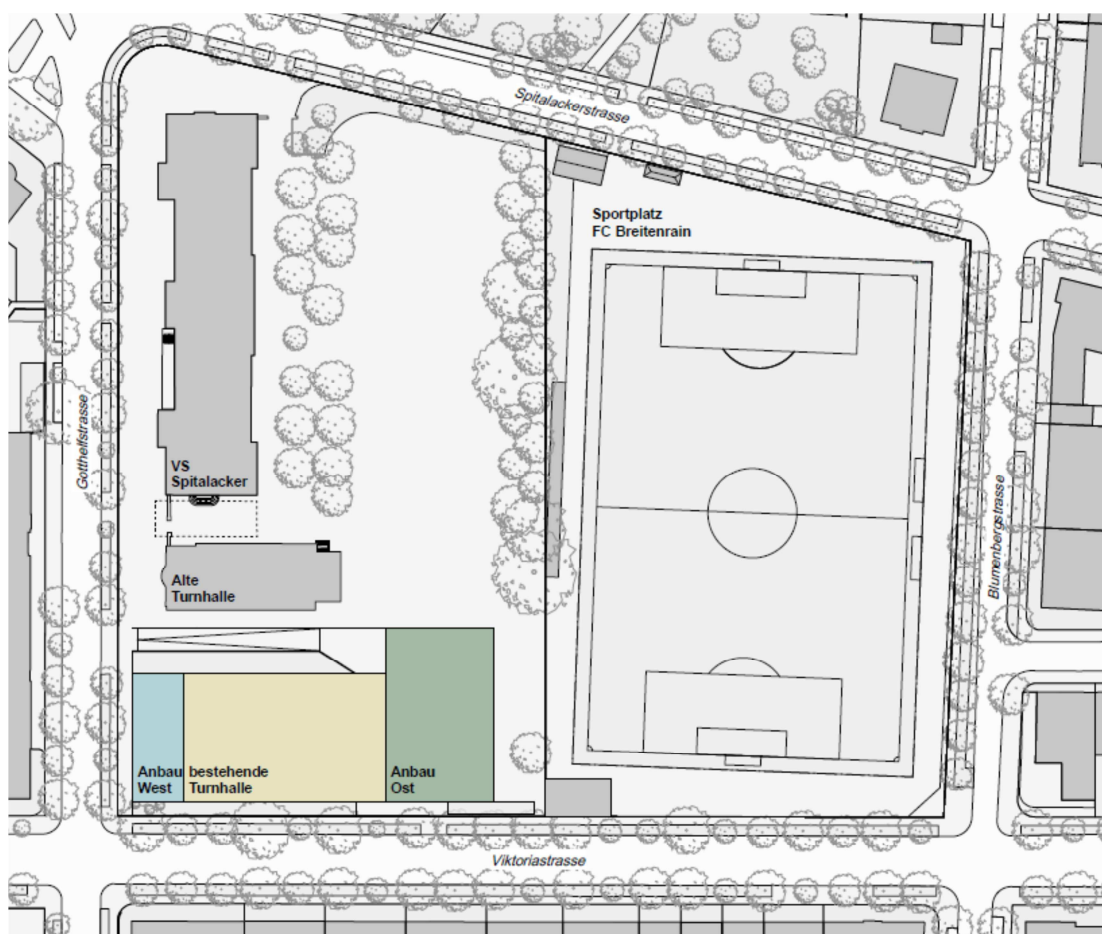 Spitalackerstrasse
Sportplatz
FC Breitenrain
Gotthelfstrasse
VS
Spitalacker
Blumenbergstrasse
Alte
Turnhalle
Anbau
West
bestehende
Turnhalle
Anbau
Ost
Viktoriastrasse